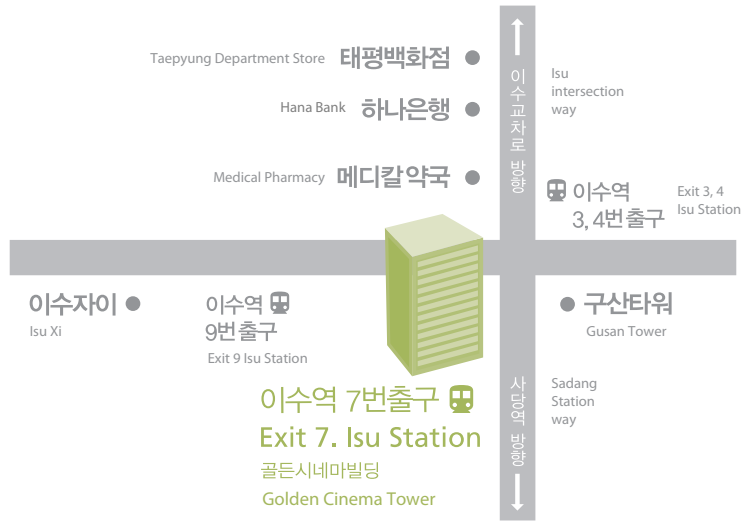 Taepyung Department Store 태평백화점
Hana Bank 하나은행
Medical Pharmacy 메디칼약국
이수교차로 방향
Isu
intersection
way
이수역
3, 4번 출구
Exit 3, 4
Isu Station
이수자이
Isu Xi
이수역
9번 출구
Exit 9 Isu Station
구산타워
Gusan Tower
이수역 7번출구
Exit 7. Isu Station
골든시네마빌딩
Golden Cinema Tower
사당역 방향
Sadang
Station
way